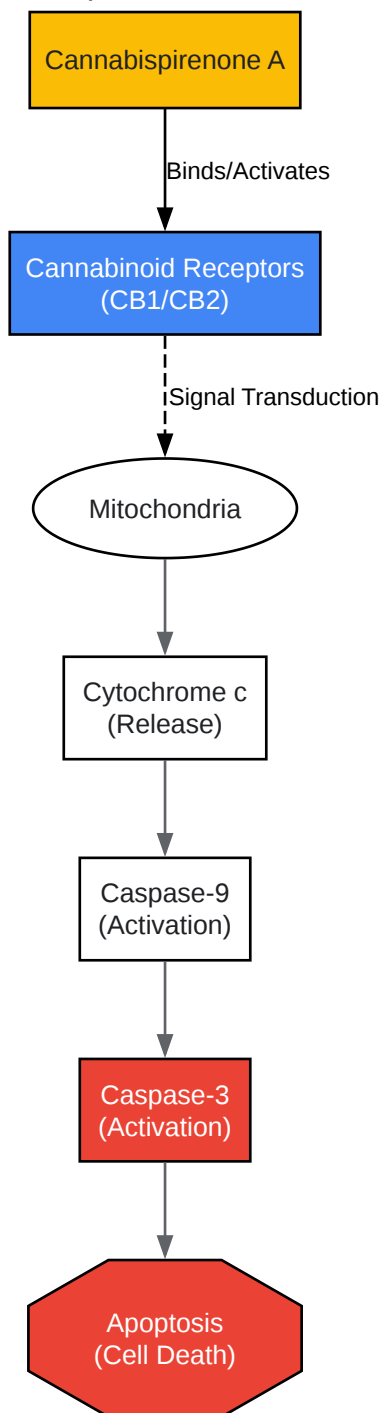 Cannabispirenone A
Binds/Activates
Cannabinoid Receptors
(CB1/CB2)
Signal Transduction
Mitochondria
Cytochrome c
(Release)
Caspase-9
(Activation)
Caspase-3
(Activation)
Apoptosis
(Cell Death)